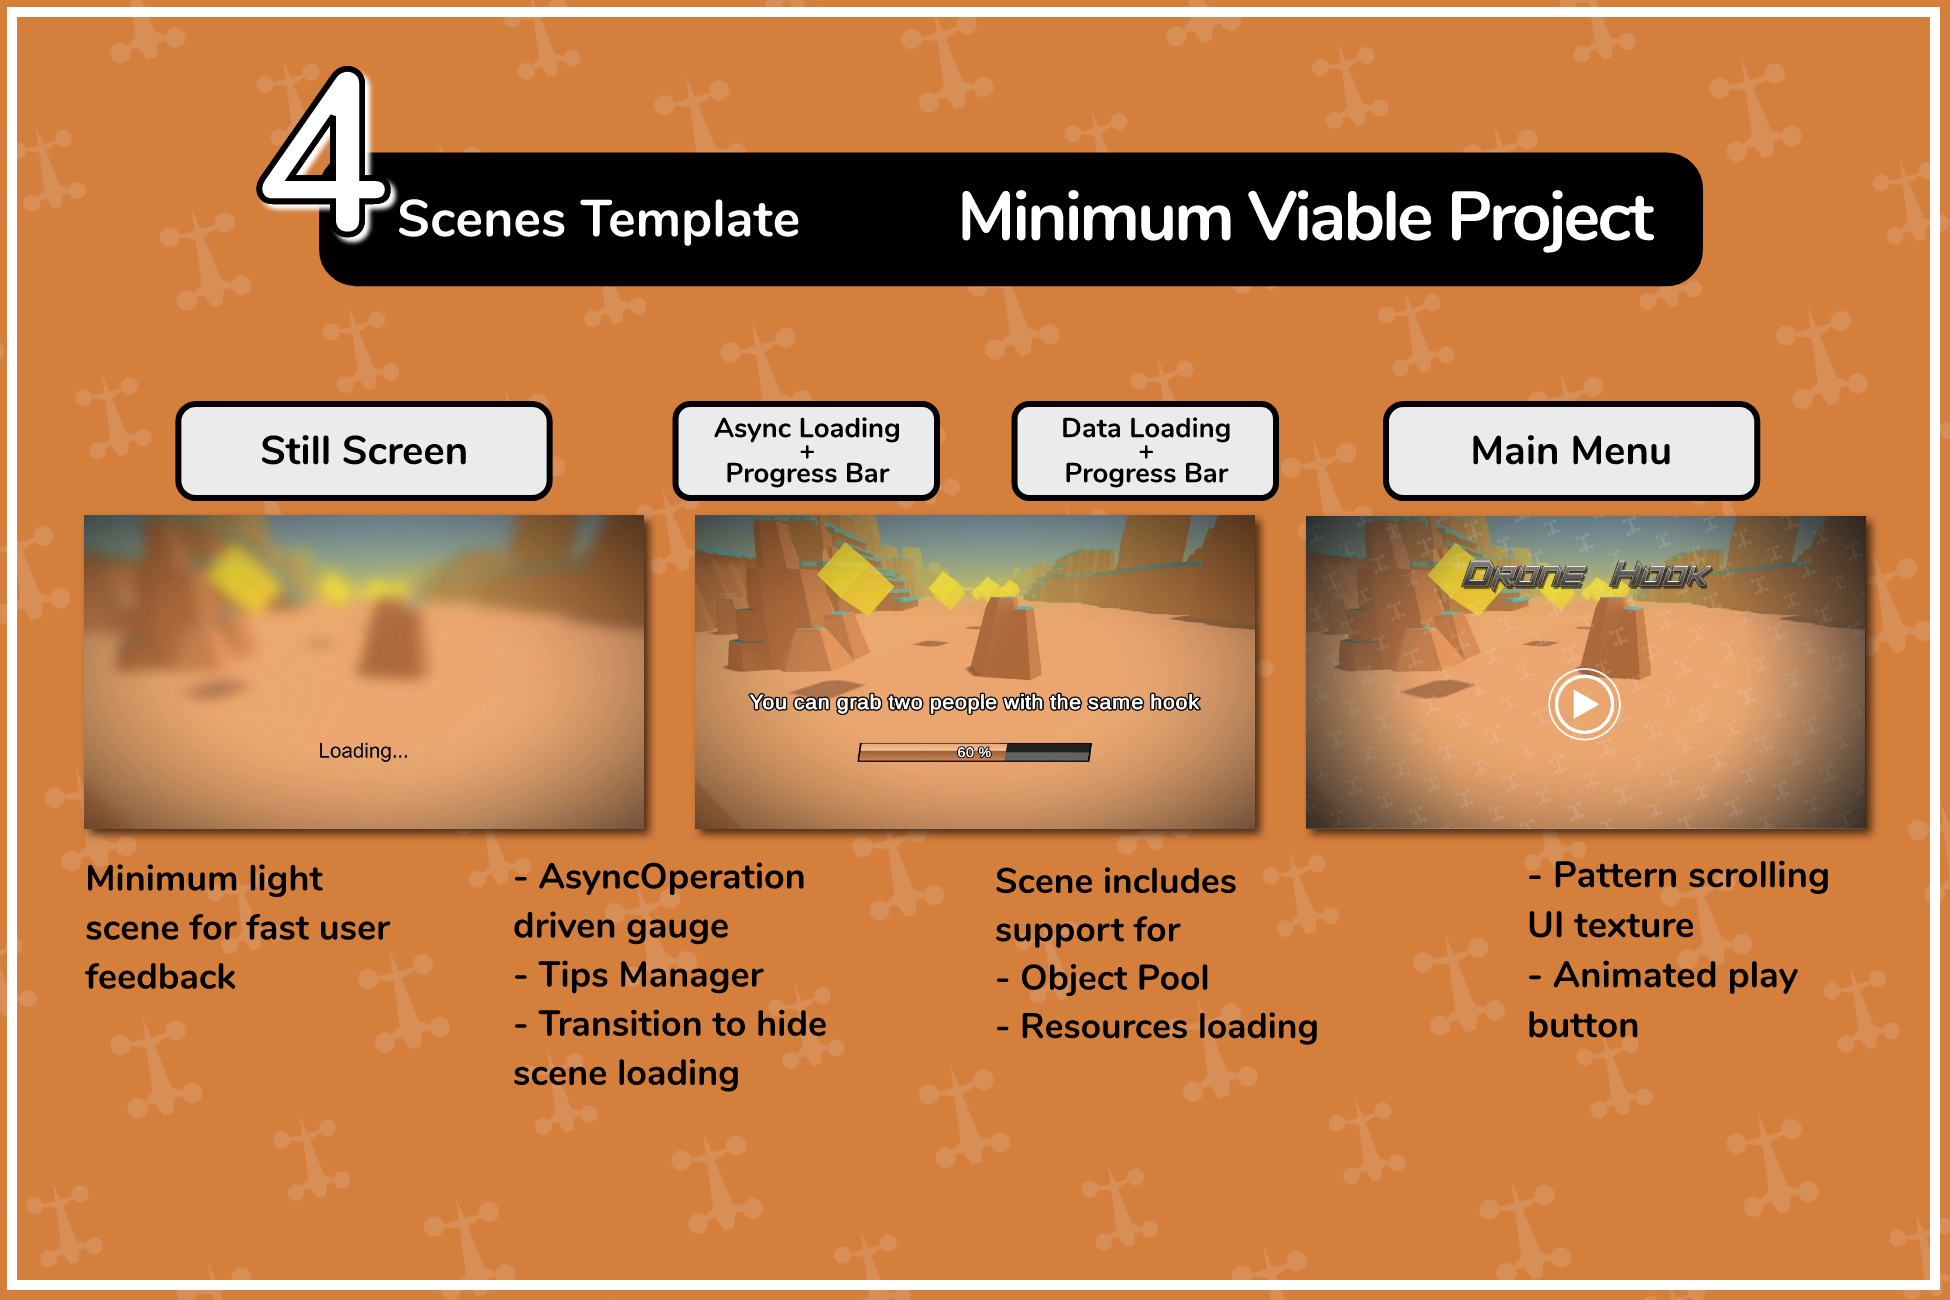 4 Scenes Template
Minimum Viable Project
Still Screen
Async Loading
+
Progress Bar
Data Loading
+
Progress Bar
Main Menu
Loading...
You can grab two people with the same hook
60 %
Drone Hook
Minimum light
scene for fast user
feedback
- AsyncOperation
driven gauge
- Tips Manager
- Transition to hide
scene loading
Scene includes
support for
- Object Pool
- Resources loading
- Pattern scrolling
UI texture
- Animated play
button